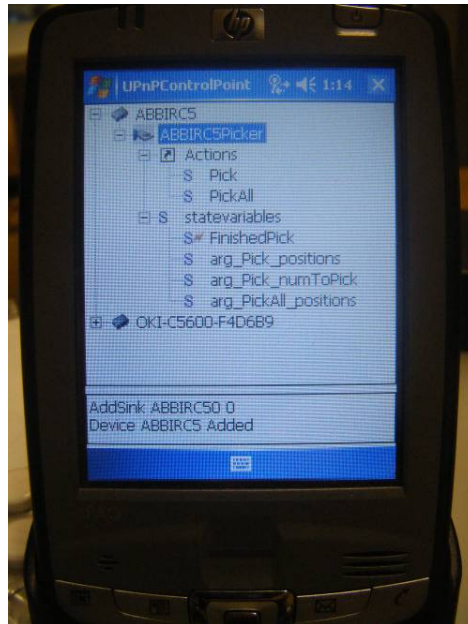 hp
UPnPControlPoint 1:14
ABBIRC5
ABBIRC5Picker
Actions
S Pick
S PickAll
S statevariables
S FinishedPick
S arg_Pick_positions
S arg_Pick_numToPick
S arg_PickAll_positions
OKI-C5600-F4D6B9
AddSink ABBIRC50 0
Device ABBIRC5 Added